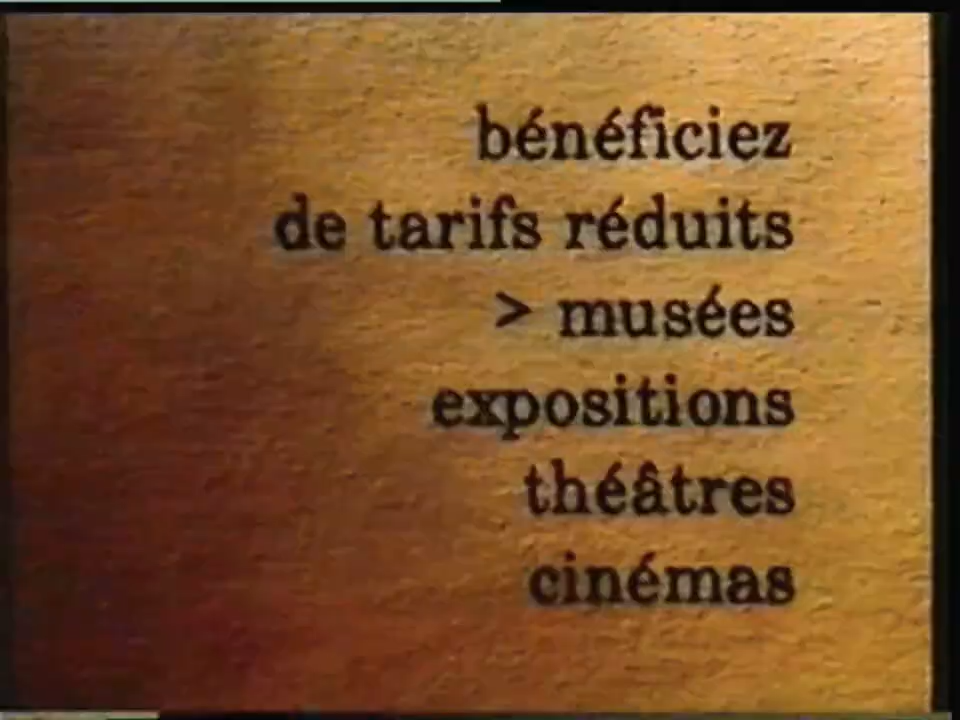 bénéficiez
de tarifs réduits
> musées
expositions
théâtres
cinémas